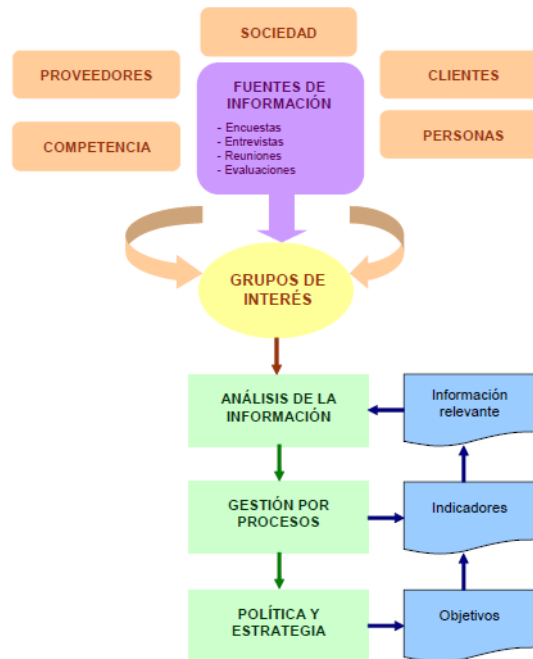 SOCIEDAD
PROVEEDORES
CLIENTES
FUENTES DE
INFORMACIÓN
- Encuestas
- Entrevistas
- Reuniones
- Evaluaciones
COMPETENCIA
PERSONAS
GRUPOS DE
INTERÉS
ANÁLISIS DE LA
INFORMACIÓN
Información
relevante
GESTIÓN POR
PROCESOS
Indicadores
POLÍTICA Y
ESTRATEGIA
Objetivos